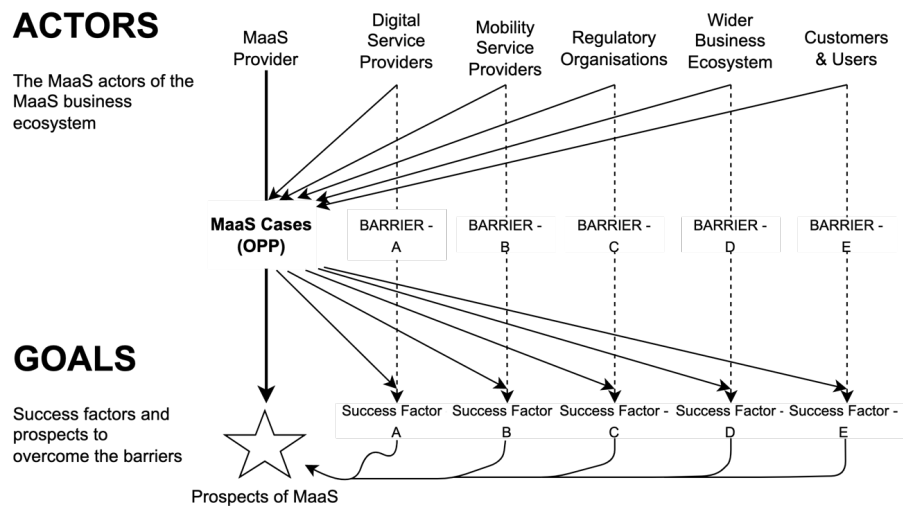 ACTORS
The MaaS actors of the
MaaS business
ecosystem
MaaS
Provider
Digital
Service
Providers
Mobility
Service
Providers
Regulatory
Organisations
Wider
Business
Ecosystem
Customers
& Users
MaaS Cases
(OPP)
BARRIER -
A
BARRIER -
B
BARRIER -
C
BARRIER -
D
BARRIER -
E
GOALS
Success factors and
prospects to
overcome the barriers
Success Factor
A
Success Factor
B
Success Factor -
C
Success Factor -
D
Success Factor -
E
Prospects of MaaS